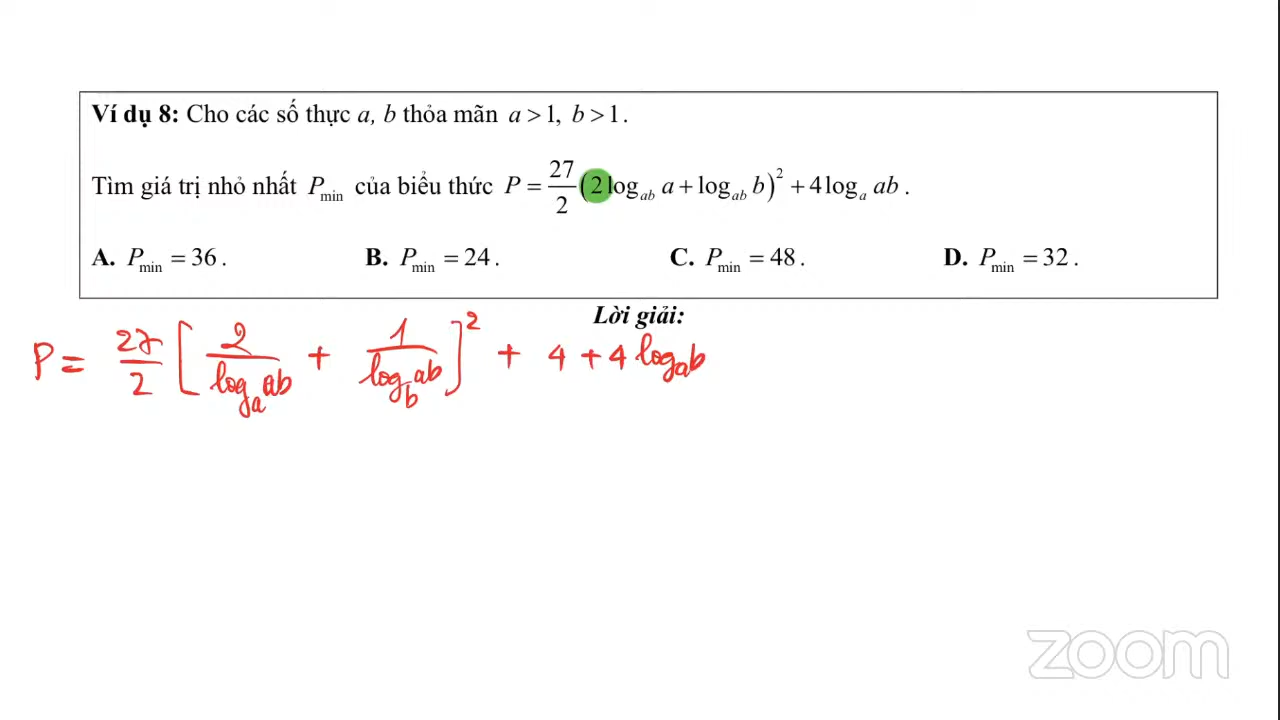 Ví dụ 8: Cho các số thực a, b thỏa mãn a > 1, b > 1.
Tìm giá trị nhỏ nhất P_min của biểu thức P = 27/2 (2log_ab a + log_ab b)² + 4log_a ab.
A. P_min = 36. B. P_min = 24. C. P_min = 48. D. P_min = 32.
Lời giải:
P = 27/2 [2/(log_a ab) + 1/(log_b ab)]² + 4 + 4 log_a b
zoom